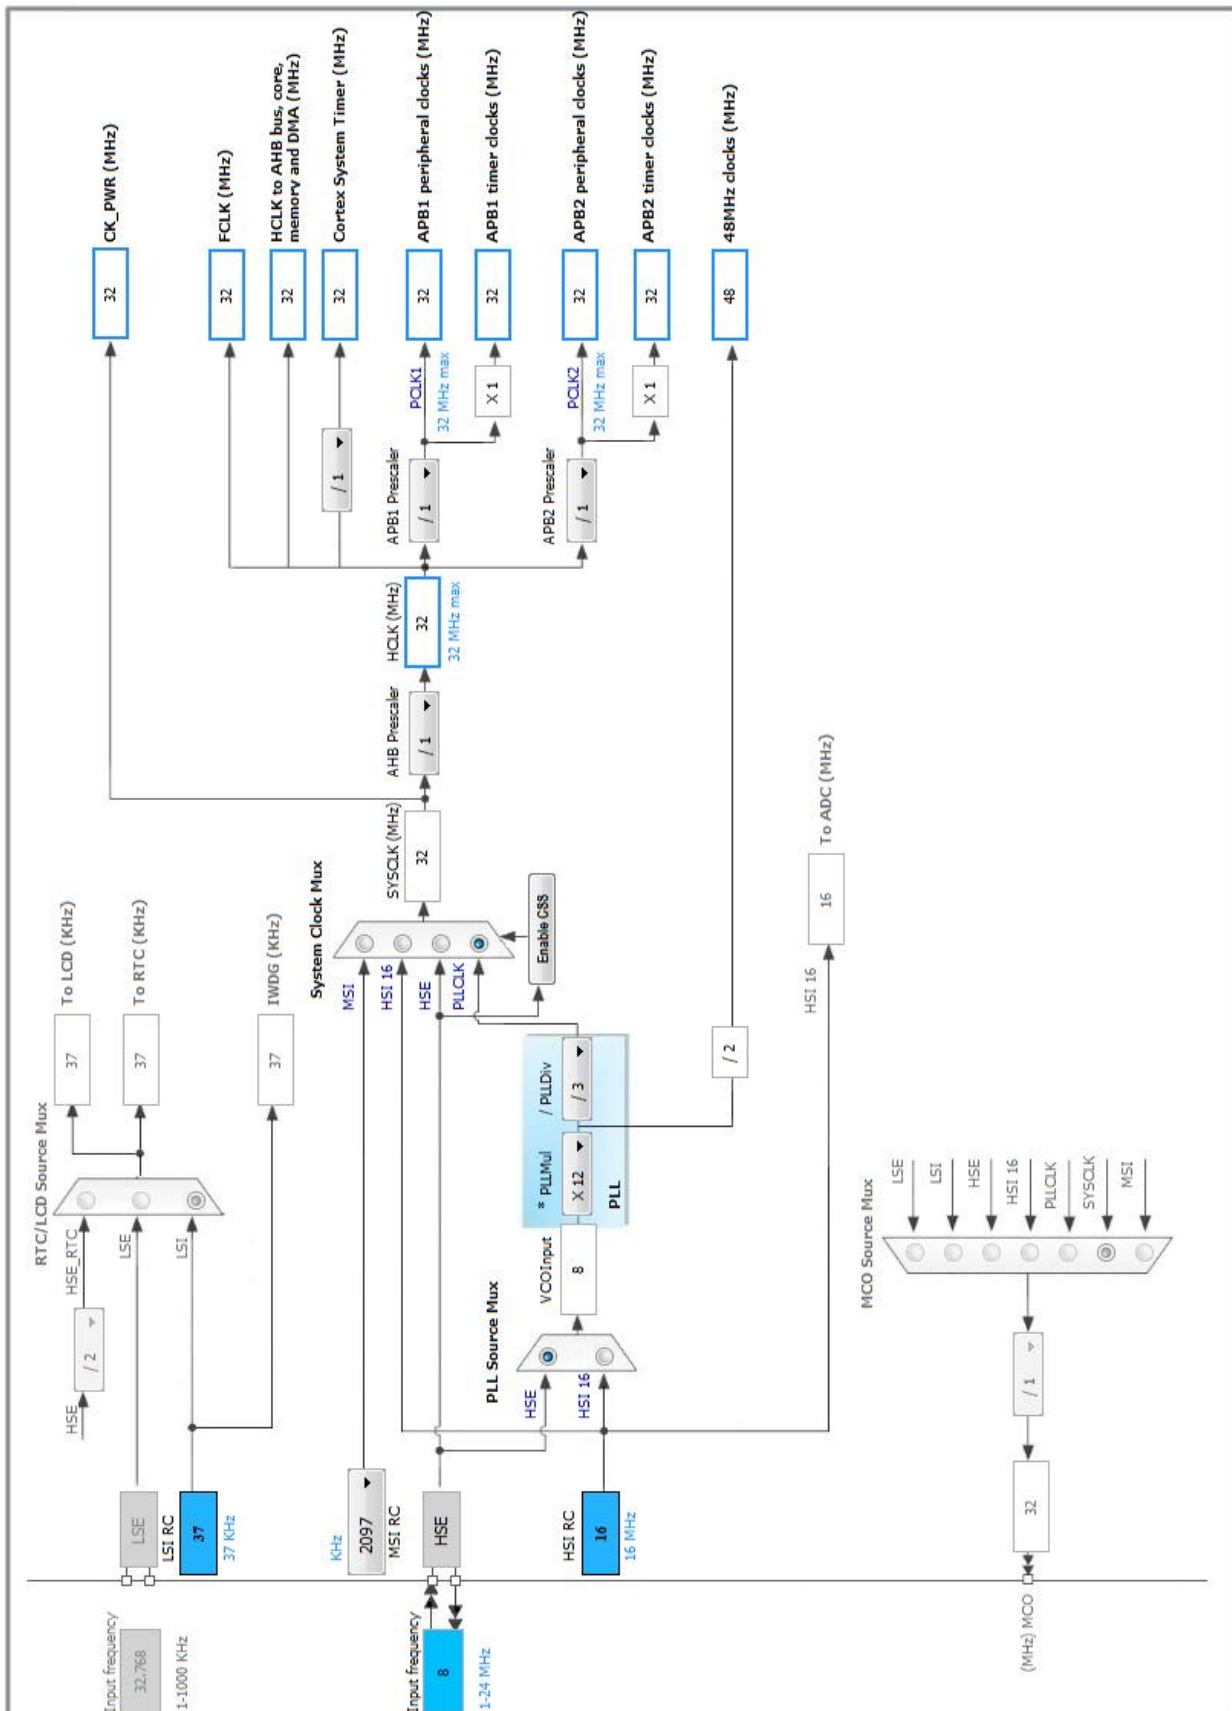 Input frequency
32.768
1-1000 KHz
LSE
LSI RC
37
37 KHz
HSE
/ 2
HSE_RTC
LSE
LSI
RTC/LCD Source Mux
37
To LCD (KHz)
37
To RTC (KHz)
37
IWDG (KHz)
KHz
2097
MSI RC
Input frequency
8
1-24 MHz
HSE
HSI RC
16
16 MHz
PLL Source Mux
HSE
HSI 16
VCOInput
8
* PLLMul
X 12
/ PLLDiv
/ 3
PLL
System Clock Mux
MSI
HSI 16
HSE
PLLCLK
Enable CSS
SYSCLK (MHz)
32
AHB Prescaler
/ 1
HCLK (MHz)
32
32 MHz max
32
CK_PWR (MHz)
32
FCLK (MHz)
32
HCLK to AHB bus, core,
memory and DMA (MHz)
/ 1
32
Cortex System Timer (MHz)
APB1 Prescaler
/ 1
PCLK1
32 MHz max
32
APB1 peripheral clocks (MHz)
X 1
32
APB1 timer clocks (MHz)
APB2 Prescaler
/ 1
PCLK2
32 MHz max
32
APB2 peripheral clocks (MHz)
X 1
32
APB2 timer clocks (MHz)
/ 2
48
48MHz clocks (MHz)
HSI 16
16
To ADC (MHz)
(MHz) MCO
32
/ 1
MCO Source Mux
LSE
LSI
HSE
HSI 16
PLLCLK
SYSCLK
MSI